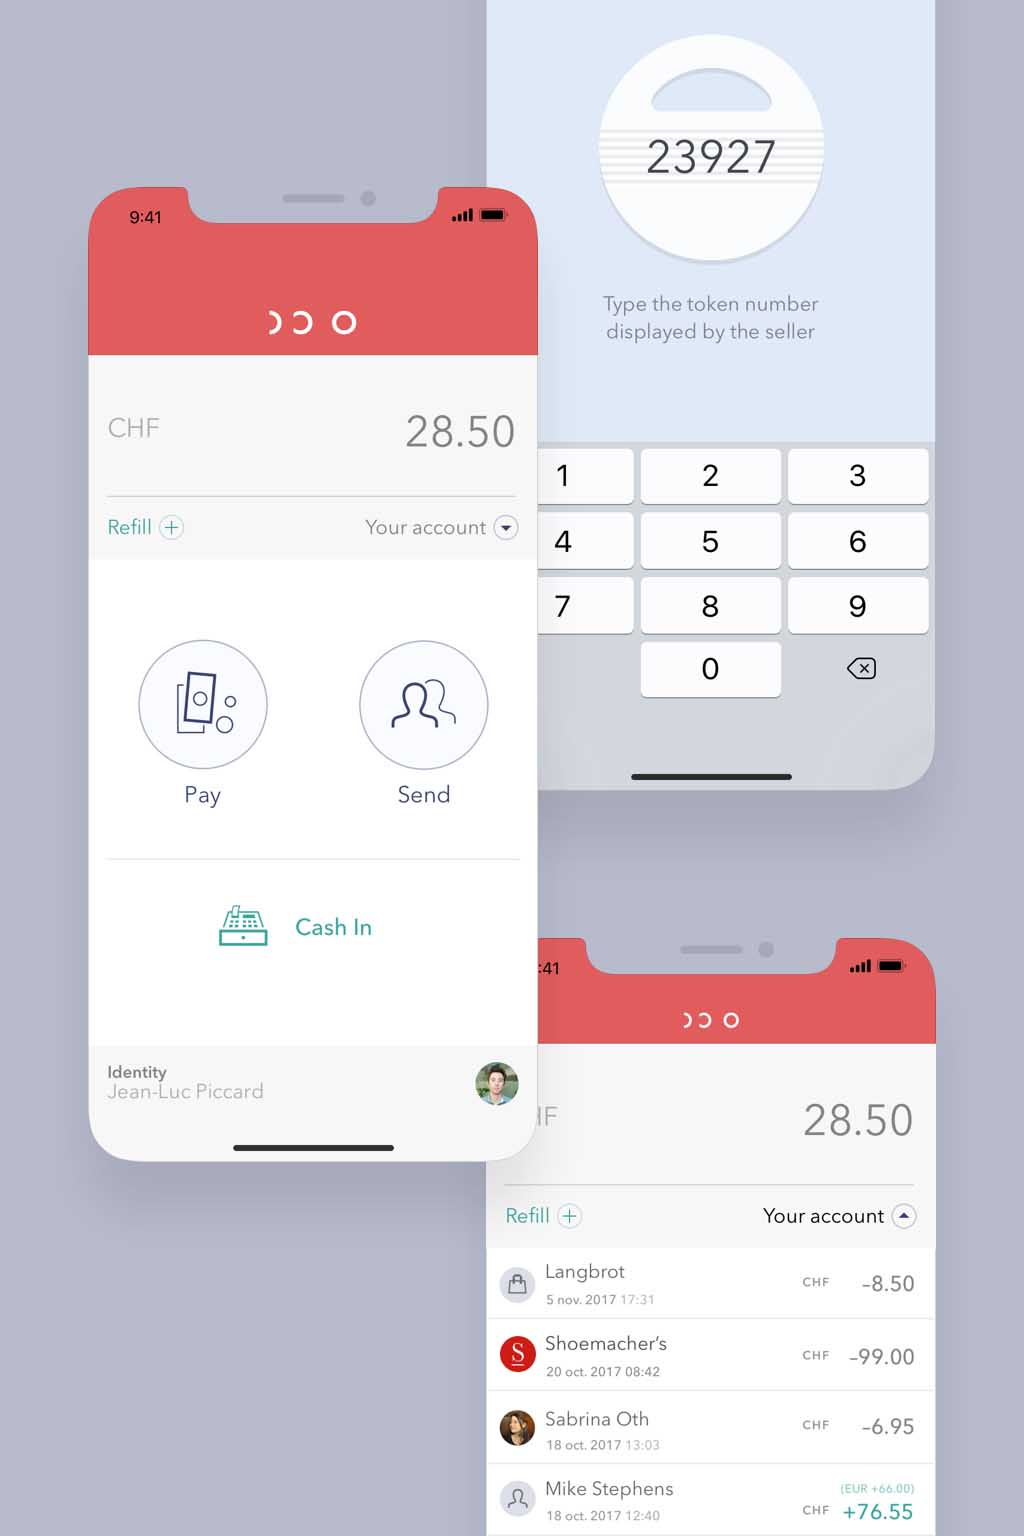 23927
Type the token number
displayed by the seller
1 2 3
4 5 6
7 8 9
0
9:41
CHF 28.50
Refill Your account
Pay Send
Cash In
Identity
Jean-Luc Piccard
:41
HF 28.50
Refill Your account
Langbrot
5 nov. 2017 17:31
CHF –8.50
Shoemacher’s
20 oct. 2017 08:42
CHF –99.00
S
Sabrina Oth
18 oct. 2017 13:03
CHF –6.95
Mike Stephens
18 oct. 2017 12:40
(EUR +66.00)
CHF +76.55